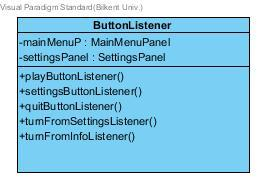 Visual Paradigm Standard(Bilkent Univ.)
ButtonListener
-mainMenuP : MainMenuPanel
-settingsPanel : SettingsPanel
+playButtonListener()
+settingsButtonListener()
+quitButtonListener()
+turnFromSettingsListener()
+turnFromInfoListener()